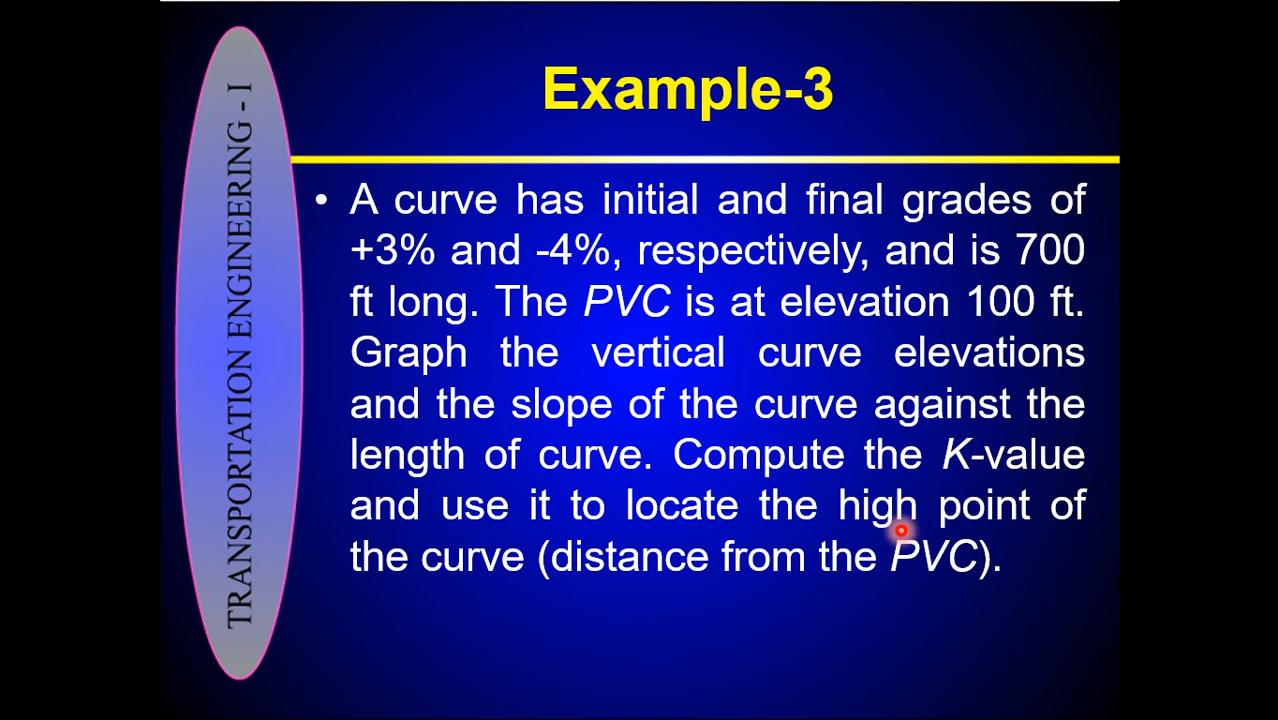 TRANSPORTATION ENGINEERING - I
Example-3
• A curve has initial and final grades of
+3% and -4%, respectively, and is 700
ft long. The PVC is at elevation 100 ft.
Graph the vertical curve elevations
and the slope of the curve against the
length of curve. Compute the K-value
and use it to locate the high point of
the curve (distance from the PVC).